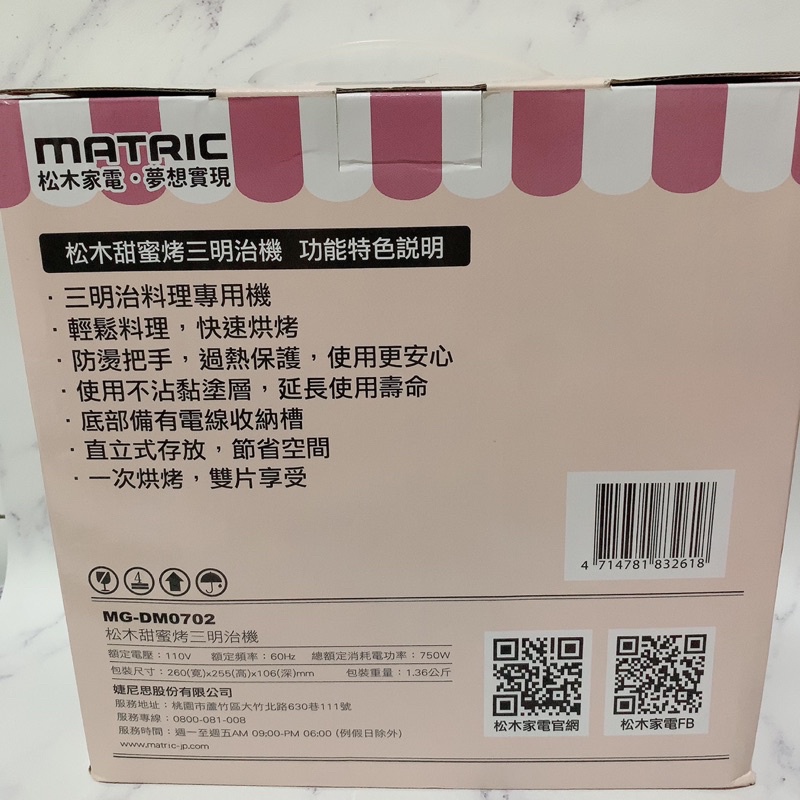 MATRIC
松木家電·夢想實現
松木甜蜜烤三明治機 功能特色説明
·三明治料理專用機
·輕鬆料理,快速烘烤
·防燙把手,過熱保護,使用更安心
·使用不沾黏塗層,延長使用壽命
·底部備有電線收納槽
·直立式存放,節省空間
·一次烘烤,雙片享受
4 714781 832618
MG-DM0702
松木甜蜜烤三明治機
額定電壓:110V 額定頻率:60Hz 總額定消耗電功率:750W
包裝尺寸:260(寬)x255(高)x106(深)mm 包裝重量:1.36公斤
婕尼思股份有限公司
服務地址:桃園市蘆竹區大竹北路630巷111號
服務專線:0800-081-008
服務時間:週一至週五AM 09:00-PM 06:00 (例假日除外)
www.matric-jp.com
松木家電官網
松木家電FB